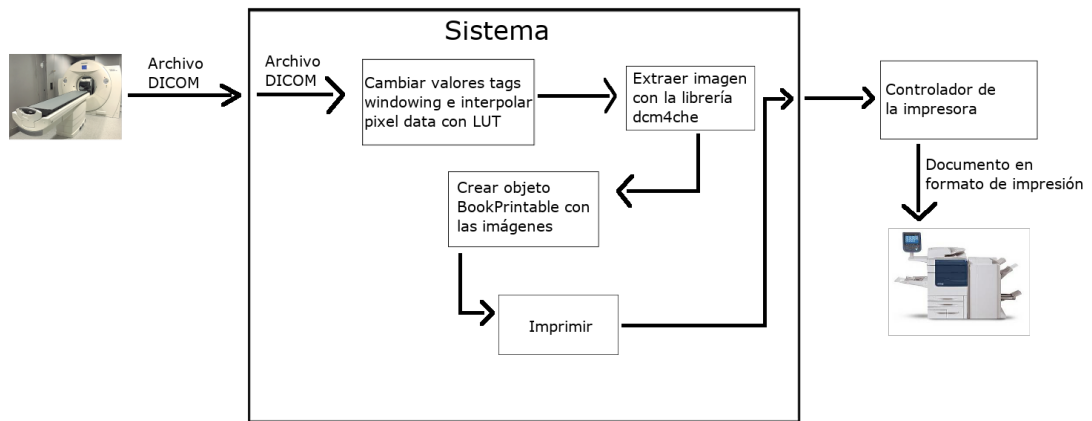 Sistema
Archivo
DICOM
Archivo
DICOM
Cambiar valores tags
windowing e interpolar
pixel data con LUT
Extraer imagen
con la librería
dcm4che
Crear objeto
BookPrintable con
las imágenes
Imprimir
Controlador de
la impresora
Documento en
formato de impresión